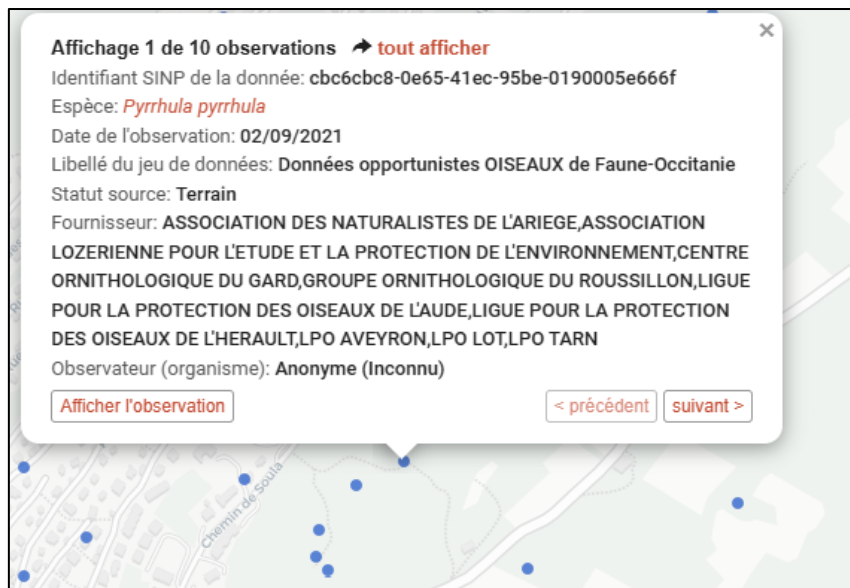 Affichage 1 de 10 observations tout afficher
Identifiant SINP de la donnée: cbc6cbc8-0e65-41ec-95be-0190005e666f
Espèce: Pyrrhula pyrrhula
Date de l'observation: 02/09/2021
Libellé du jeu de données: Données opportunistes OISEAUX de Faune-Occitanie
Statut source: Terrain
Fournisseur: ASSOCIATION DES NATURALISTES DE L'ARIEGE,ASSOCIATION
LOZERIENNE POUR L'ETUDE ET LA PROTECTION DE L'ENVIRONNEMENT,CENTRE
ORNITHOLOGIQUE DU GARD,GROUPE ORNITHOLOGIQUE DU ROUSSILLON,LIGUE
POUR LA PROTECTION DES OISEAUX DE L'AUDE,LIGUE POUR LA PROTECTION
DES OISEAUX DE L'HERAULT,LPO AVEYRON,LPO LOT,LPO TARN
Observateur (organisme): Anonyme (Inconnu)
Afficher l'observation
< précédent
suivant >
Chemin de Soula